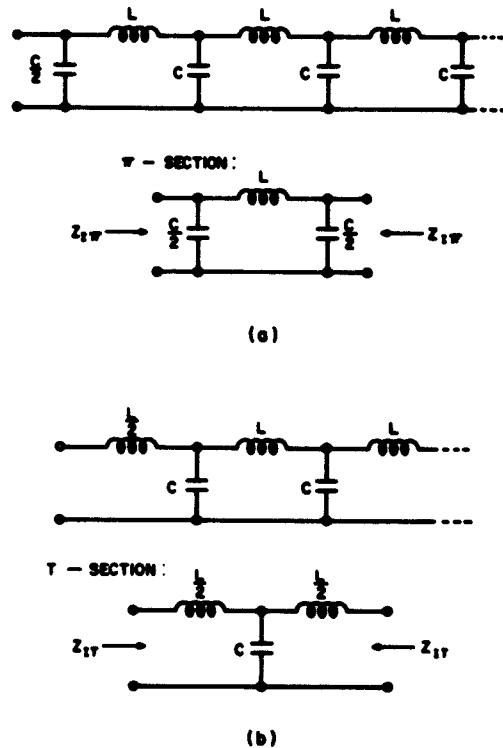 L L L
C/2 C C C
π – SECTION:
L
Z_Iπ C/2 C/2 Z_Iπ
(a)
L/2 L L
C C
T – SECTION:
L/2 L/2
Z_IT C Z_IT
(b)